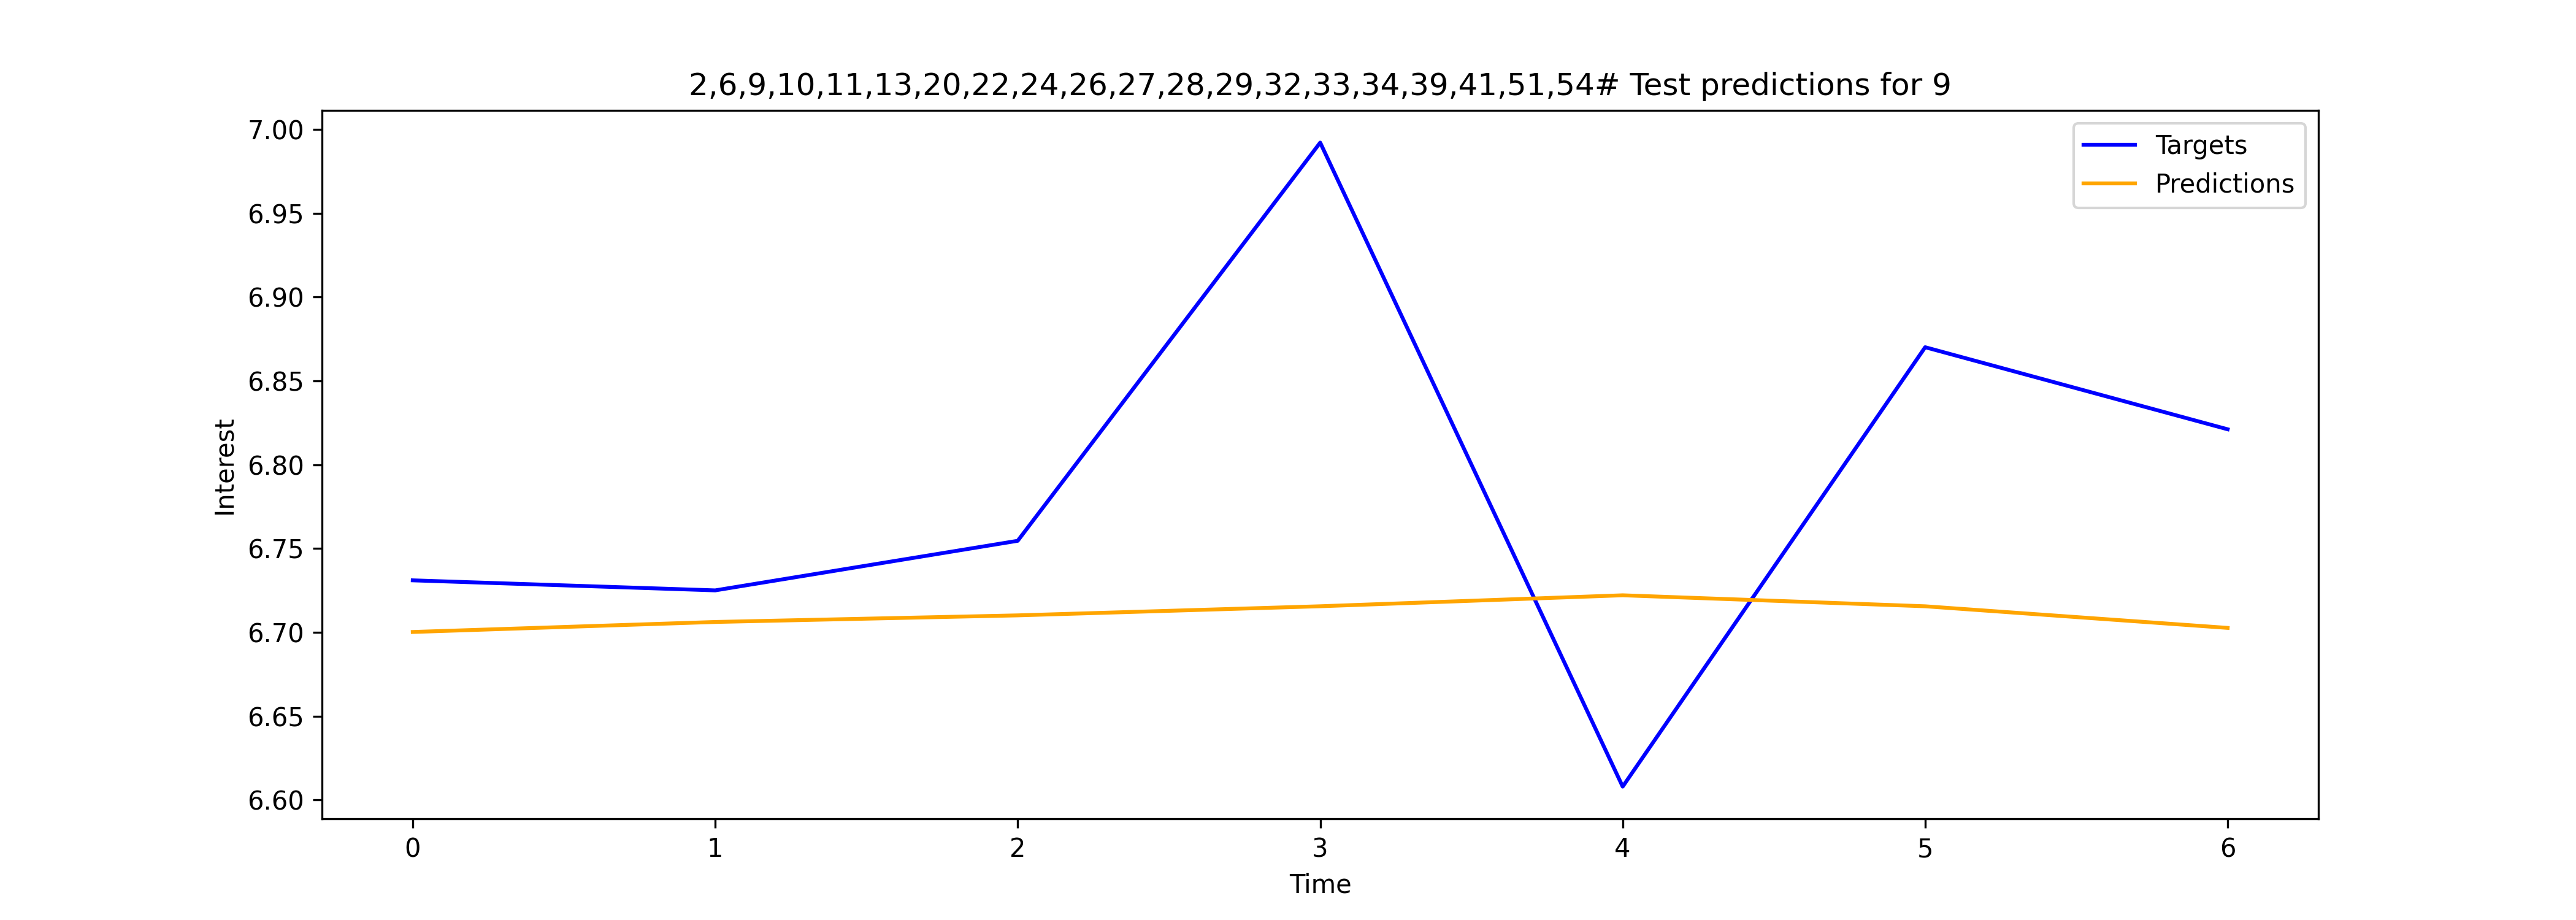 2,6,9,10,11,13,20,22,24,26,27,28,29,32,33,34,39,41,51,54# Test predictions for 9
Targets
Predictions
7.00
6.95
6.90
6.85
6.80
6.75
6.70
6.65
6.60
Interest
0 1 2 3 4 5 6
Time